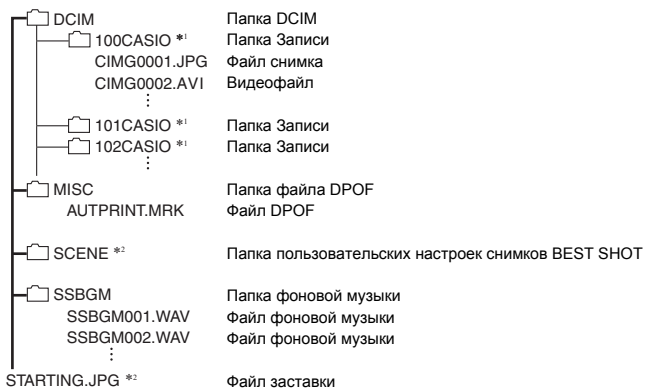 DCIM Папка DCIM
100CASIO *1 Папка Записи
CIMG0001.JPG Файл снимка
CIMG0002.AVI Видеофайл
101CASIO *1 Папка Записи
102CASIO *1 Папка Записи
MISC Папка файла DPOF
AUTPRINT.MRK Файл DPOF
SCENE *2 Папка пользовательских настроек снимков BEST SHOT
SSBGM Папка фоновой музыки
SSBGM001.WAV Файл фоновой музыки
SSBGM002.WAV Файл фоновой музыки
STARTING.JPG *2 Файл заставки